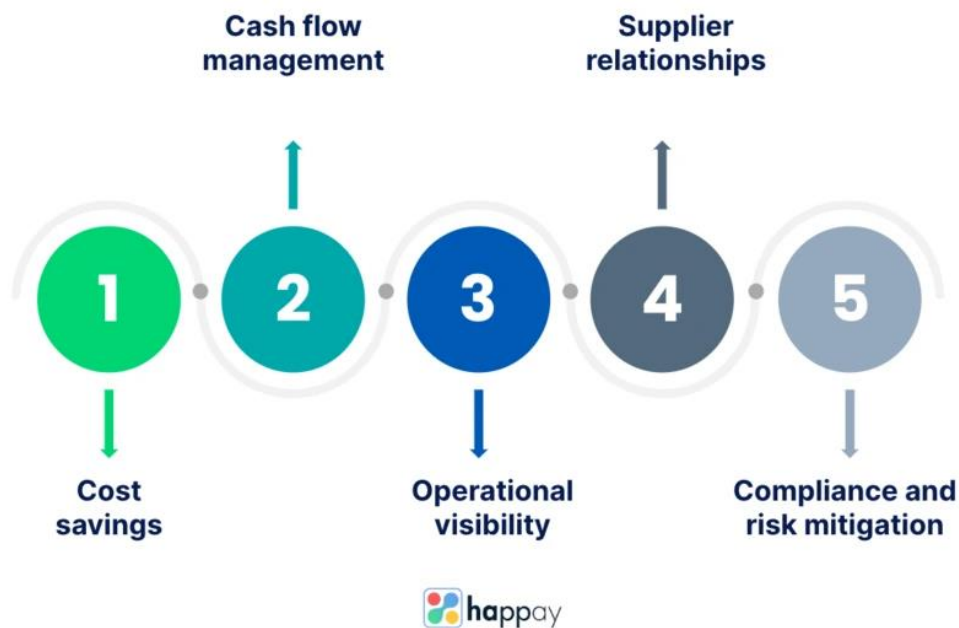 Cash flow
management
Supplier
relationships
1
2
3
4
5
Cost
savings
Operational
visibility
Compliance and
risk mitigation
happay